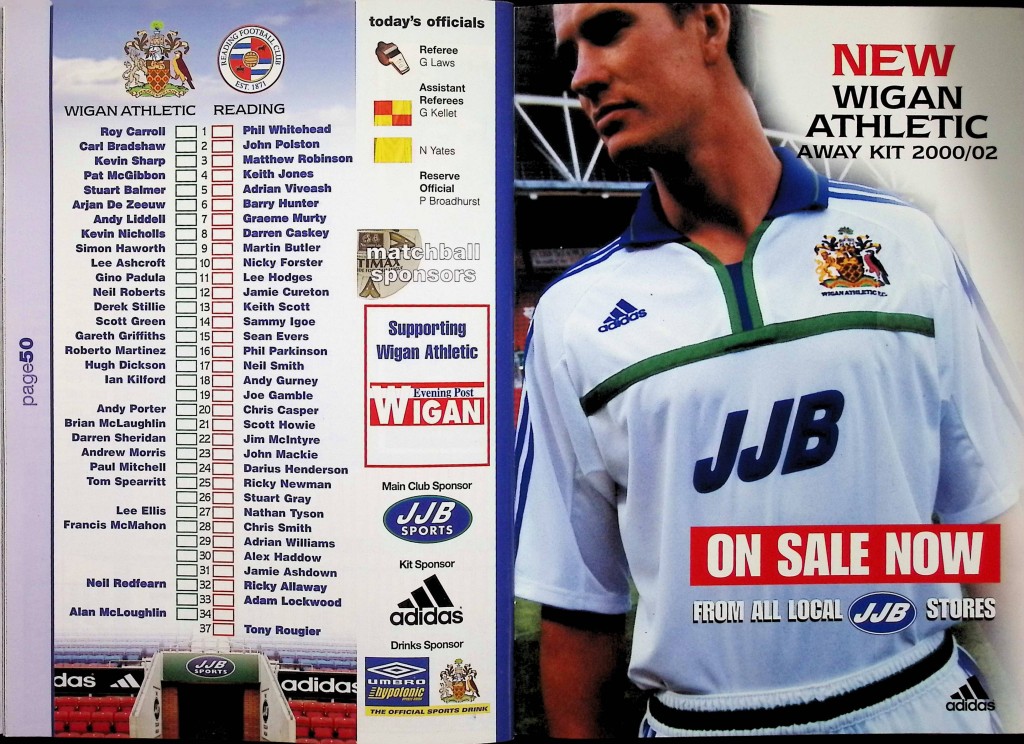 page50
READING FOOTBALL CLUB
EST. 1871
WIGAN ATHLETIC READING
Roy Carroll 1 Phil Whitehead
Carl Bradshaw 2 John Polston
Kevin Sharp 3 Matthew Robinson
Pat McGibbon 4 Keith Jones
Stuart Balmer 5 Adrian Viveash
Arjan De Zeeuw 6 Barry Hunter
Andy Liddell 7 Graeme Murty
Kevin Nicholls 8 Darren Caskey
Simon Haworth 9 Martin Butler
Lee Ashcroft 10 Nicky Forster
Gino Padula 11 Lee Hodges
Neil Roberts 12 Jamie Cureton
Derek Stillie 13 Keith Scott
Scott Green 14 Sammy Igoe
Gareth Griffiths 15 Sean Evers
Roberto Martinez 16 Phil Parkinson
Hugh Dickson 17 Neil Smith
Ian Kilford 18 Andy Gurney
19 Joe Gamble
Andy Porter 20 Chris Casper
Brian McLaughlin 21 Scott Howie
Darren Sheridan 22 Jim McIntyre
Andrew Morris 23 John Mackie
Paul Mitchell 24 Darius Henderson
Tom Spearritt 25 Ricky Newman
26 Stuart Gray
Lee Ellis 27 Nathan Tyson
Francis McMahon 28 Chris Smith
29 Adrian Williams
30 Alex Haddow
31 Jamie Ashdown
Neil Redfearn 32 Ricky Allaway
33 Adam Lockwood
Alan McLoughlin 34
37 Tony Rougier
JJB
SPORTS
adidas
adidas
today's officials
Referee
G Laws
Assistant
Referees
G Kellet
N Yates
Reserve
Official
P Broadhurst
TIMAX
matchball
sponsors
Supporting
Wigan Athletic
Evening Post
WIGAN
Main Club Sponsor
JJB
SPORTS
Kit Sponsor
adidas
Drinks Sponsor
UMBRO
hypotonic
THE OFFICIAL SPORTS DRINK
NEW
WIGAN
ATHLETIC
AWAY KIT 2000/02
adidas
WIGAN ATHLETIC F.C.
JJB
ON SALE NOW
FROM ALL LOCAL JJB STORES
adidas